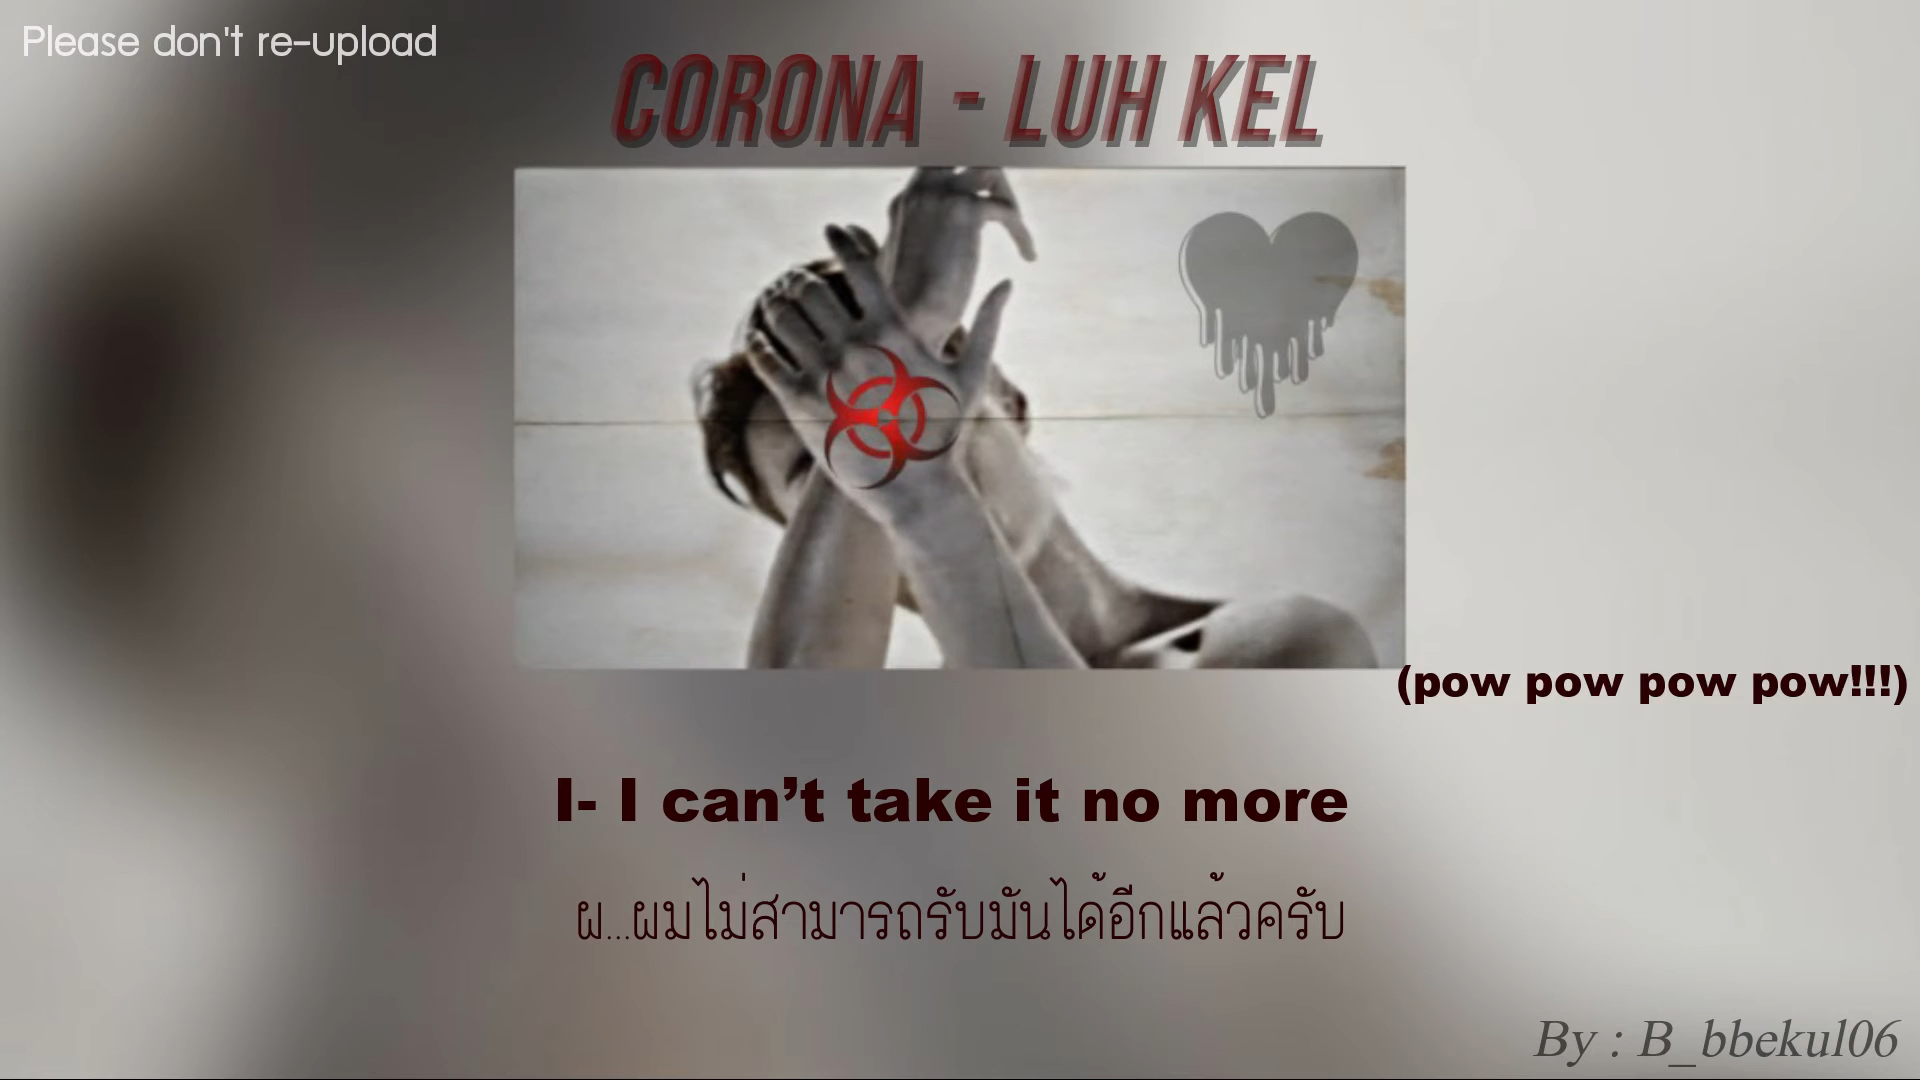 Please don't re-upload
CORONA - LUH KEL
(pow pow pow pow!!!)
I- I can’t take it no more
ผ...ผมไม่สามารถรับมันได้อีกแล้วครับ
By : B_bbekul06